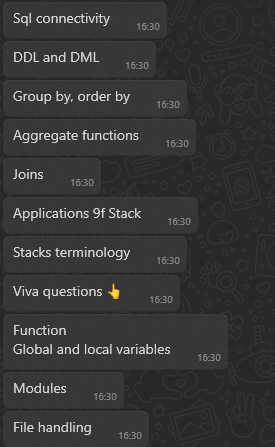 Sql connectivity
16:30
DDL and DML
16:30
Group by, order by
16:30
Aggregate functions
16:30
Joins
16:30
Applications 9f Stack
16:30
Stacks terminology
16:30
Viva questions 👆
16:30
Function
Global and local variables
16:30
Modules
16:30
File handling
16:30